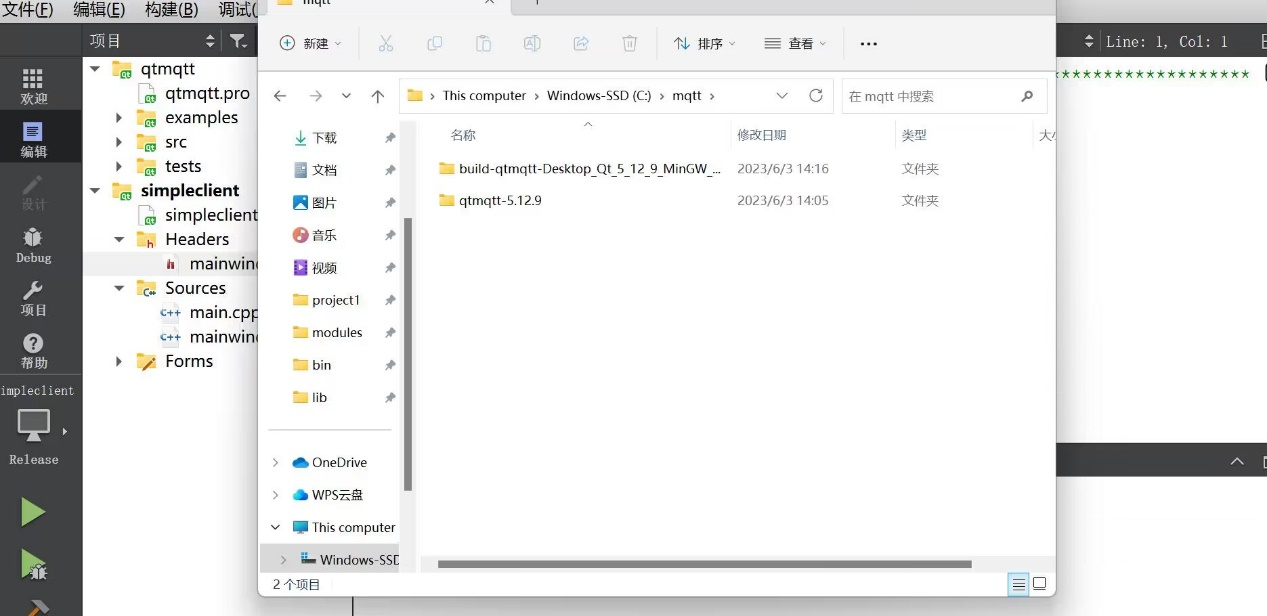 文件(F) 编辑(E) 构建(B) 调试(
mqtt
项目
新建
排序
查看
Line: 1, Col: 1
欢迎
编辑
设计
Debug
项目
帮助
impleclient
Release
qtmqtt
qtmqtt.pro
examples
src
tests
simpleclient
simpleclient
Headers
mainwind
Sources
main.cpp
mainwind
Forms
This computer > Windows-SSD (C:) > mqtt >
在 mqtt 中搜索
下载
文档
图片
音乐
视频
project1
modules
bin
lib
OneDrive
WPS云盘
This computer
Windows-SSD
名称 修改日期 类型 大小
build-qtmqtt-Desktop_Qt_5_12_9_MinGW_... 2023/6/3 14:16 文件夹
qtmqtt-5.12.9 2023/6/3 14:05 文件夹
2 个项目
******************